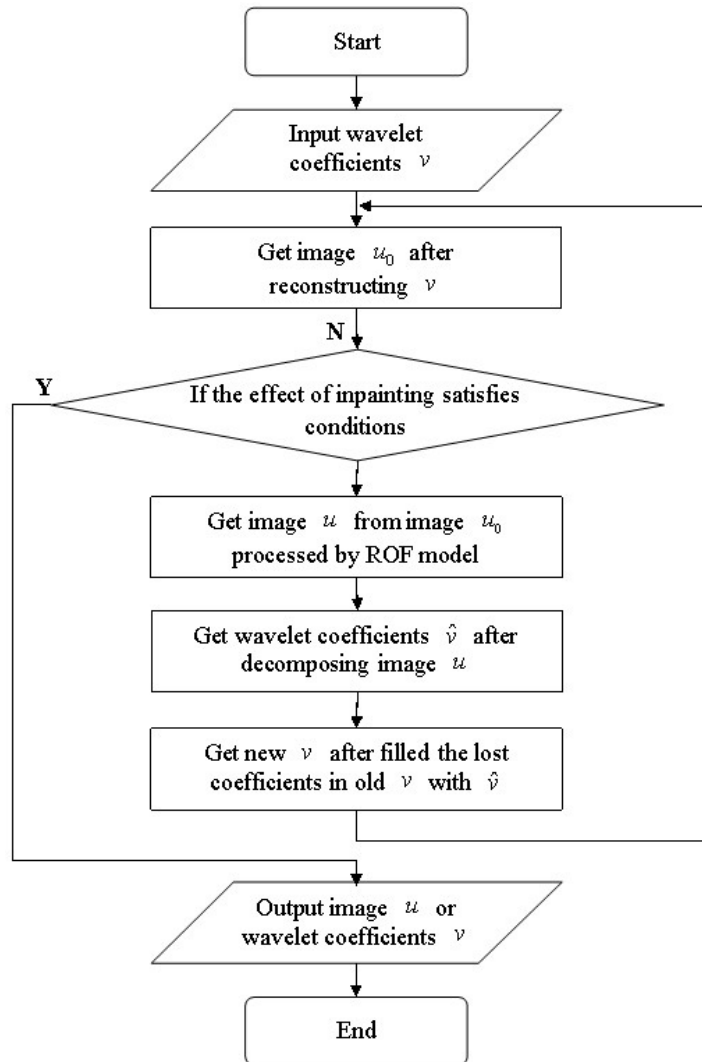 Start
Input wavelet
coefficients v
Get image u₀ after
reconstructing v
N
Y
If the effect of inpainting satisfies
conditions
Get image u from image u₀
processed by ROF model
Get wavelet coefficients v̂ after
decomposing image u
Get new v after filled the lost
coefficients in old v with v̂
Output image u or
wavelet coefficients v
End